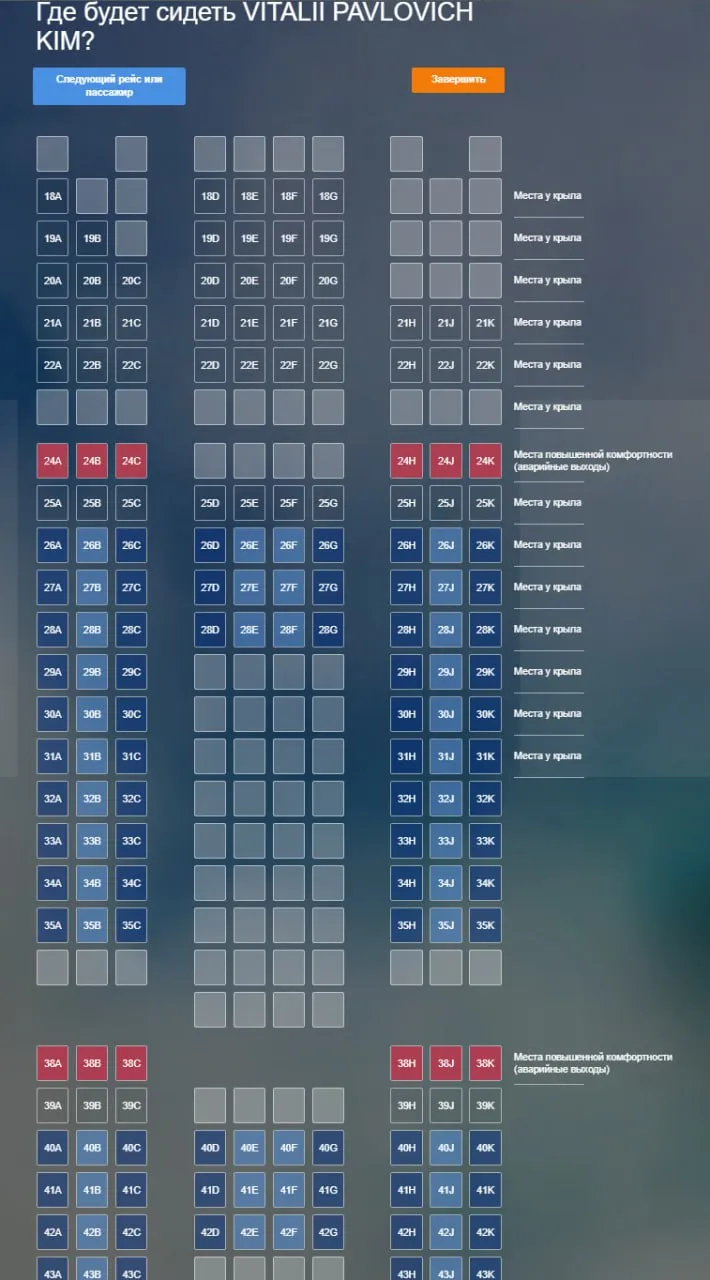 Где будет сидеть VITALII PAVLOVICH
KIM?
Следующий рейс или
пассажир
Завершить
18A 18D 18E 18F 18G Места у крыла
19A 19B 19D 19E 19F 19G Места у крыла
20A 20B 20C 20D 20E 20F 20G Места у крыла
21A 21B 21C 21D 21E 21F 21G 21H 21J 21K Места у крыла
22A 22B 22C 22D 22E 22F 22G 22H 22J 22K Места у крыла
Места у крыла
24A 24B 24C 24H 24J 24K Места повышенной комфортности
(аварийные выходы)
25A 25B 25C 25D 25E 25F 25G 25H 25J 25K Места у крыла
26A 26B 26C 26D 26E 26F 26G 26H 26J 26K Места у крыла
27A 27B 27C 27D 27E 27F 27G 27H 27J 27K Места у крыла
28A 28B 28C 28D 28E 28F 28G 28H 28J 28K Места у крыла
29A 29B 29C 29H 29J 29K Места у крыла
30A 30B 30C 30H 30J 30K Места у крыла
31A 31B 31C 31H 31J 31K Места у крыла
32A 32B 32C 32H 32J 32K
33A 33B 33C 33H 33J 33K
34A 34B 34C 34H 34J 34K
35A 35B 35C 35H 35J 35K
38A 38B 38C 38H 38J 38K Места повышенной комфортности
(аварийные выходы)
39A 39B 39C 39H 39J 39K
40A 40B 40C 40D 40E 40F 40G 40H 40J 40K
41A 41B 41C 41D 41E 41F 41G 41H 41J 41K
42A 42B 42C 42D 42E 42F 42G 42H 42J 42K
43A 43B 43C 43H 43J 43K